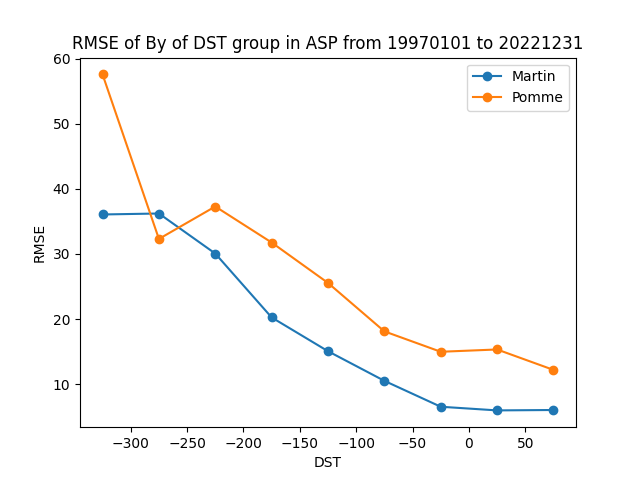 RMSE of By of DST group in ASP from 19970101 to 20221231
Martin
Pomme
60
50
40
30
20
10
RMSE
−300
−250
−200
−150
−100
−50
0
50
DST